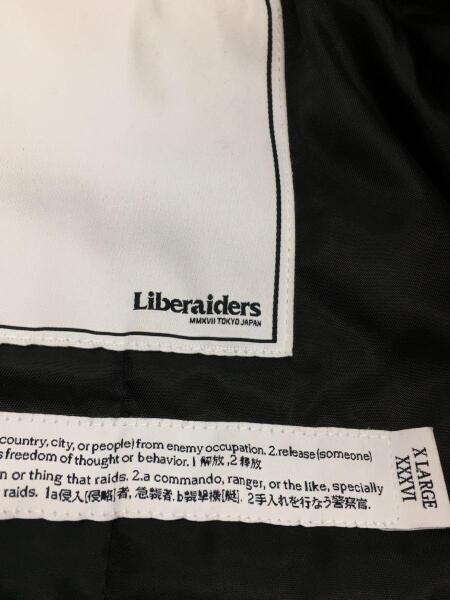 Liberaiders
MMXVII TOKYO JAPAN
country, city, or people) from enemy occupation. 2.release (someone)
s freedom of thought or behavior. 1 解放, 2 釈放
n or thing that raids. 2.a commando, ranger, or the like, specially
raids. 1a侵入[侵略]者, 急襲者. b襲撃機[艇]. 2手入れを行なう警察官.
X LARGE
XXXVI